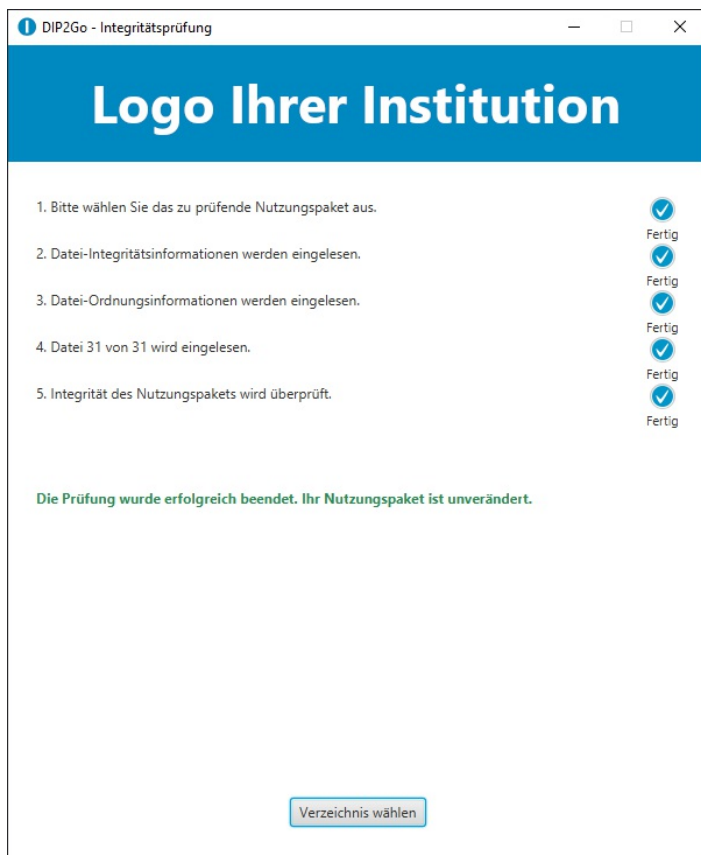 DIP2Go - Integritätsprüfung
Logo Ihrer Institution
1. Bitte wählen Sie das zu prüfende Nutzungspaket aus.
Fertig
2. Datei-Integritätsinformationen werden eingelesen.
Fertig
3. Datei-Ordnungsinformationen werden eingelesen.
Fertig
4. Datei 31 von 31 wird eingelesen.
Fertig
5. Integrität des Nutzungspakets wird überprüft.
Fertig
Die Prüfung wurde erfolgreich beendet. Ihr Nutzungspaket ist unverändert.
Verzeichnis wählen